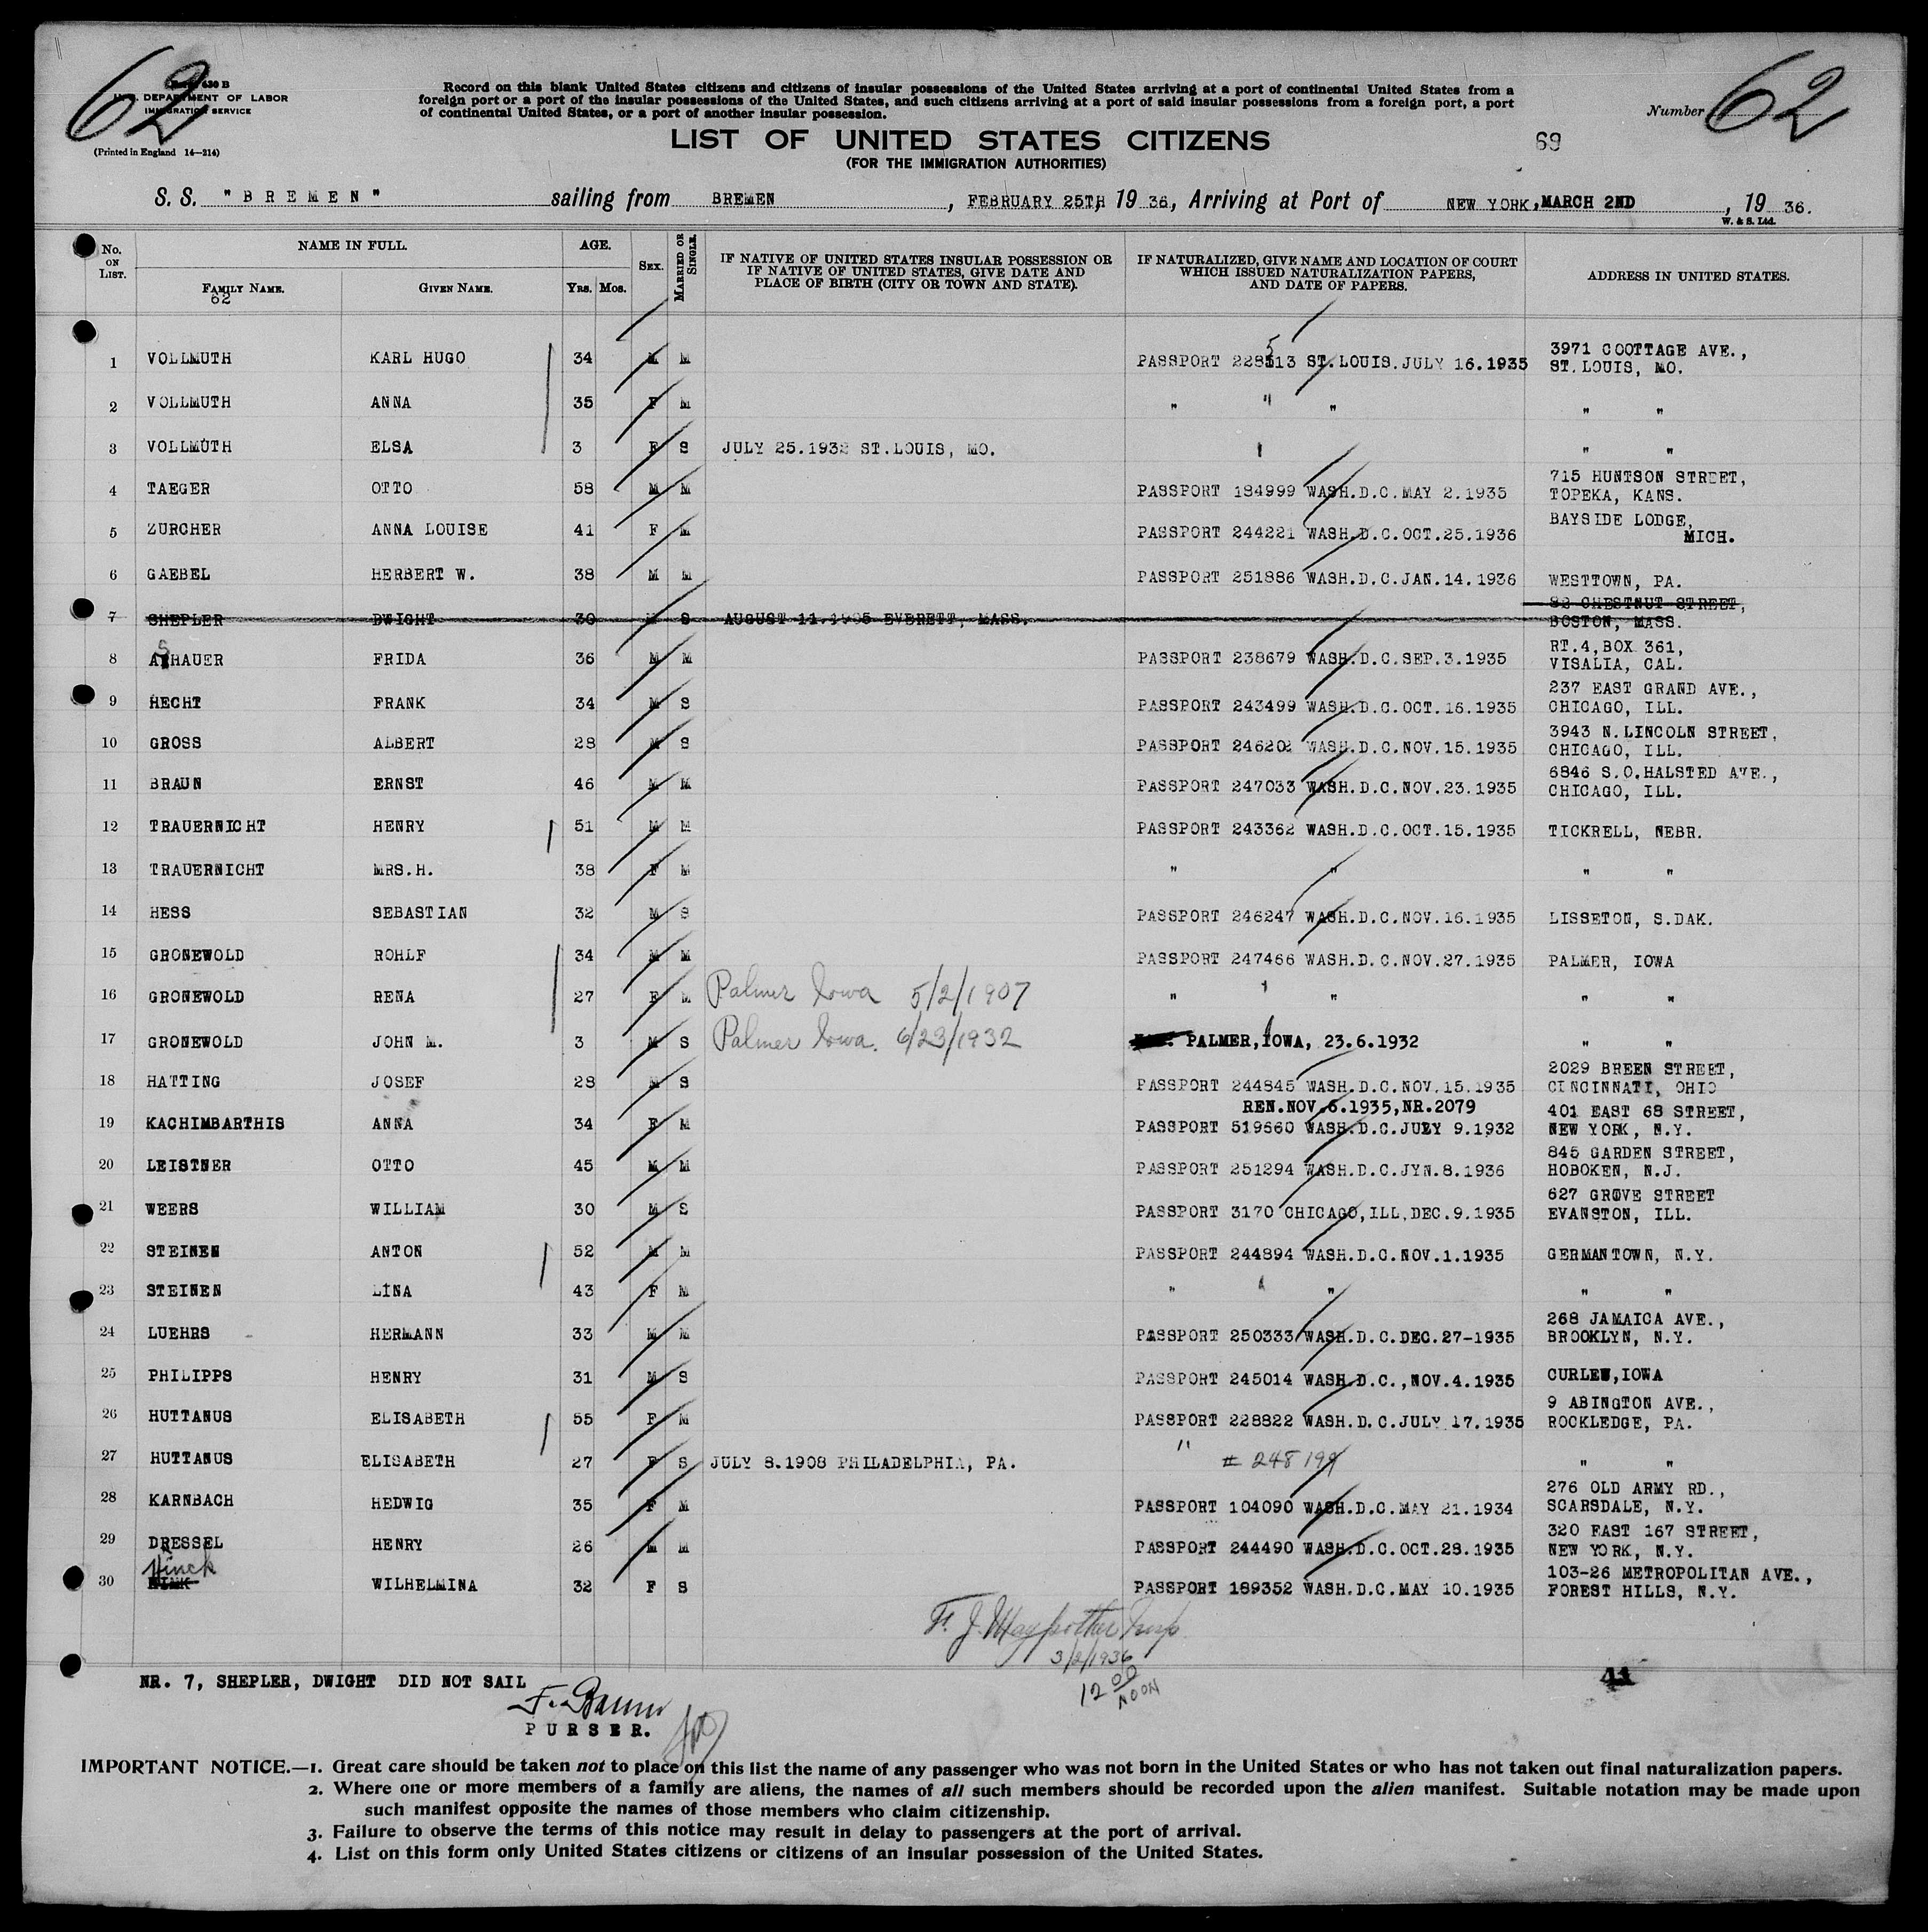 62
Form 630 B
U.S. DEPARTMENT OF LABOR
IMMIGRATION SERVICE
(Printed in England 14—214)
Record on this blank United States citizens and citizens of insular possessions of the United States arriving at a port of continental United States from a
foreign port or a port of the insular possessions of the United States, and such citizens arriving at a port of said insular possessions from a foreign port, a port
of continental United States, or a port of another insular possession.
Number 62
LIST OF UNITED STATES CITIZENS
69
(FOR THE IMMIGRATION AUTHORITIES)
S. S. "BREMEN" sailing from BREMEN, FEBRUARY 25TH, 1936, Arriving at Port of NEW YORK, MARCH 2ND, 1936.
W. & S. Ltd.
No. ON LIST. NAME IN FULL. AGE. SEX. MARRIED OR SINGLE. IF NATIVE OF UNITED STATES INSULAR POSSESSION OR IF NATIVE OF UNITED STATES, GIVE DATE AND PLACE OF BIRTH (CITY OR TOWN AND STATE). IF NATURALIZED, GIVE NAME AND LOCATION OF COURT WHICH ISSUED NATURALIZATION PAPERS, AND DATE OF PAPERS. ADDRESS IN UNITED STATES.
FAMILY NAME. GIVEN NAME. Yrs. Mos.
62
1 VOLLMUTH KARL HUGO 34 M M PASSPORT 228513 ST.LOUIS.JULY 16.1935 3971 COOTTAGE AVE., ST.LOUIS, MO.
2 VOLLMUTH ANNA 35 F M " " " " "
3 VOLLMUTH ELSA 3 F S JULY 25.1932 ST.LOUIS, MO. " "
4 TAEGER OTTO 58 M M PASSPORT 184999 WASH.D.C.MAY 2.1935 715 HUNTSON STREET, TOPEKA, KANS.
5 ZURCHER ANNA LOUISE 41 F M PASSPORT 244221 WASH.D.C.OCT.25.1936 BAYSIDE LODGE, MICH.
6 GAEBEL HERBERT W. 38 M M PASSPORT 251886 WASH.D.C.JAN.14.1936 WESTTOWN, PA.
7 SHEPLER DWIGHT 30 M S AUGUST 11.1905 EVERETT, MASS. 82 CHESTNUT STREET, BOSTON, MASS.
8 ASHAUER FRIDA 36 M M PASSPORT 238679 WASH.D.C.SEP.3.1935 RT.4,BOX 361, VISALIA, CAL.
9 HECHT FRANK 34 M S PASSPORT 243499 WASH.D.C.OCT.16.1935 237 EAST GRAND AVE., CHICAGO, ILL.
10 GROSS ALBERT 28 M S PASSPORT 246202 WASH.D.C.NOV.15.1935 3943 N.LINCOLN STREET, CHICAGO, ILL.
11 BRAUN ERNST 46 M M PASSPORT 247033 WASH.D.C.NOV.23.1935 6846 S.O.HALSTED AVE., CHICAGO, ILL.
12 TRAUERNICHT HENRY 51 M M PASSPORT 243362 WASH.D.C.OCT.15.1935 TICKRELL, NEBR.
13 TRAUERNICHT MRS.H. 38 F M " " " "
14 HESS SEBASTIAN 32 M S PASSPORT 246247 WASH.D.C.NOV.16.1935 LISSETON, S.DAK.
15 GRONEWOLD ROHLF 34 M M PASSPORT 247466 WASH.D.C.NOV.27.1935 PALMER, IOWA
16 GRONEWOLD RENA 27 F M Palmer Iowa 5/2/1907 " " " "
17 GRONEWOLD JOHN M. 3 M S Palmer Iowa. 6/23/1932 PALMER,IOWA, 23.6.1932 " "
18 HATTING JOSEF 28 M S PASSPORT 244845 WASH.D.C.NOV.15.1935 2029 BREEN STREET, CINCINNATI, OHIO
REN.NOV.6.1935,NR.2079
19 KACHIMBARTHIS ANNA 34 F M PASSPORT 519660 WASH.D.C.JULY 9.1932 401 EAST 68 STREET, NEW YORK, N.Y.
20 LEISTNER OTTO 45 M M PASSPORT 251294 WASH.D.C.JYN.8.1936 845 GARDEN STREET, HOBOKEN, N.J.
21 WEERS WILLIAM 30 M S PASSPORT 3170 CHICAGO,ILL,DEC.9.1935 627 GROVE STREET EVANSTON, ILL.
22 STEINEN ANTON 52 M M PASSPORT 244894 WASH.D.C.NOV.1.1935 GERMANTOWN, N.Y.
23 STEINEN LINA 43 F M " " " "
24 LUEHRS HERMANN 33 M M PASSPORT 250333 WASH.D.C.DEC.27-1935 268 JAMAICA AVE., BROOKLYN, N.Y.
25 PHILIPPS HENRY 31 M S PASSPORT 245014 WASH.D.C.,NOV.4.1935 CURLEW,IOWA
26 HUTTANUS ELISABETH 55 F M PASSPORT 228822 WASH.D.C.JULY 17.1935 9 ABINGTON AVE., ROCKLEDGE, PA.
27 HUTTANUS ELISABETH 27 F S JULY 8.1908 PHILADELPHIA, PA. " # 248199 " "
28 KARNBACH HEDWIG 35 F M PASSPORT 104090 WASH.D.C.MAY 21.1934 276 OLD ARMY RD., SCARSDALE, N.Y.
29 DRESSEL HENRY 26 M M PASSPORT 244490 WASH.D.C.OCT.28.1935 320 EAST 167 STREET, NEW YORK, N.Y.
Hinck
30 WILHELMINA 32 F S PASSPORT 189352 WASH.D.C.MAY 10.1935 103-26 METROPOLITAN AVE., FOREST HILLS, N.Y.
3/2/1936
12 00 NOON
NR. 7, SHEPLER, DWIGHT DID NOT SAIL
41
PURSER.
IMPORTANT NOTICE.—1. Great care should be taken not to place on this list the name of any passenger who was not born in the United States or who has not taken out final naturalization papers.
2. Where one or more members of a family are aliens, the names of all such members should be recorded upon the alien manifest. Suitable notation may be made upon
such manifest opposite the names of those members who claim citizenship.
3. Failure to observe the terms of this notice may result in delay to passengers at the port of arrival.
4. List on this form only United States citizens or citizens of an insular possession of the United States.